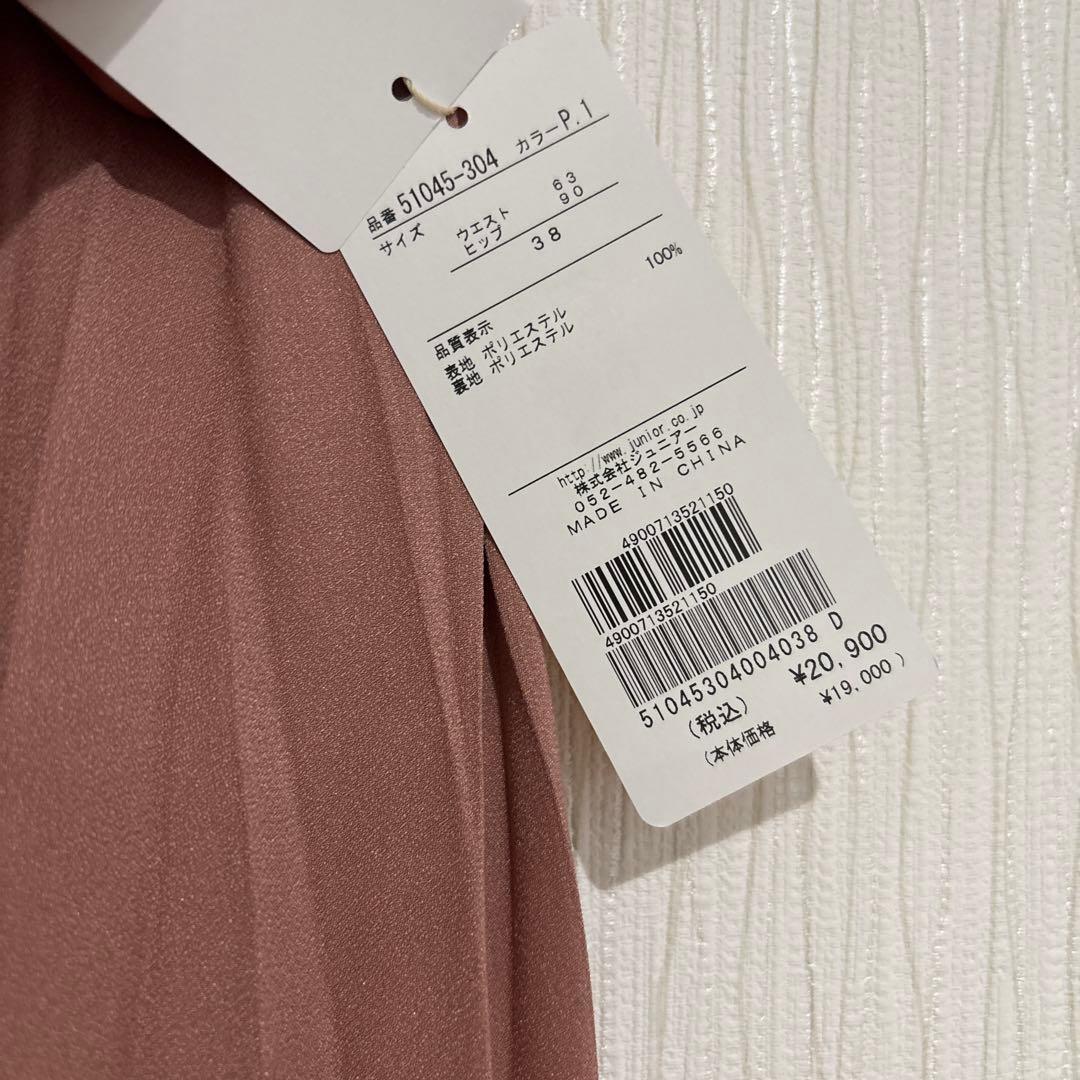 品番 51045-304 カラーP.1
サイズ ウエスト 63
ヒップ 90
38
品質表示
表地 ポリエステル 100%
裏地 ポリエステル
http://www.junior.co.jp
株式会社ジュニアー
052-482-5566
MADE IN CHINA
4900713521150
4900713521150
51045304004038 D
(税込) ¥20,900
(本体価格 ¥19,000)